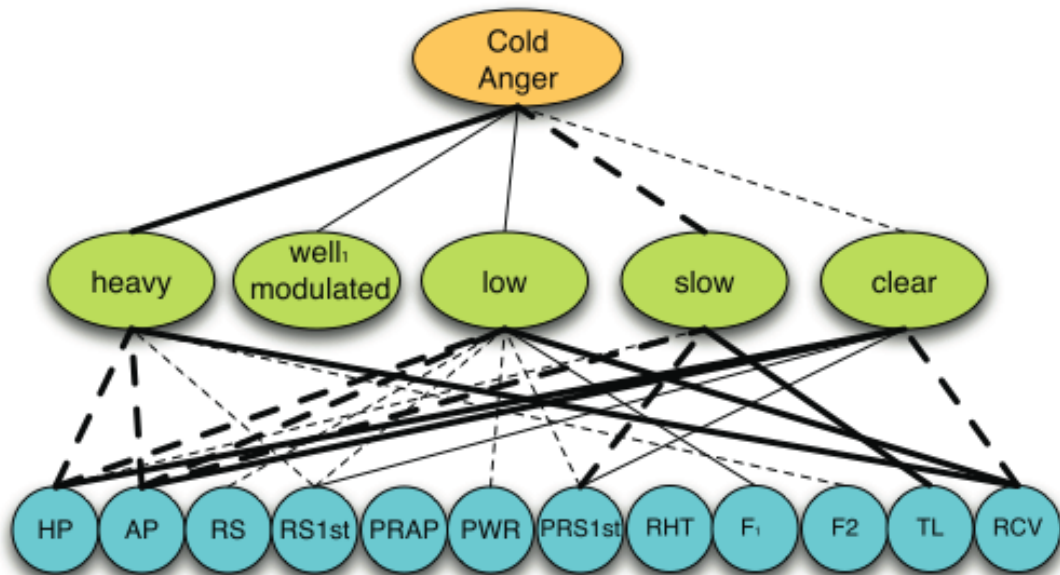 Cold
Anger
heavy
well₁
modulated
low
slow
clear
HP
AP
RS
RS1st
PRAP
PWR
PRS1st
RHT
F₁
F2
TL
RCV